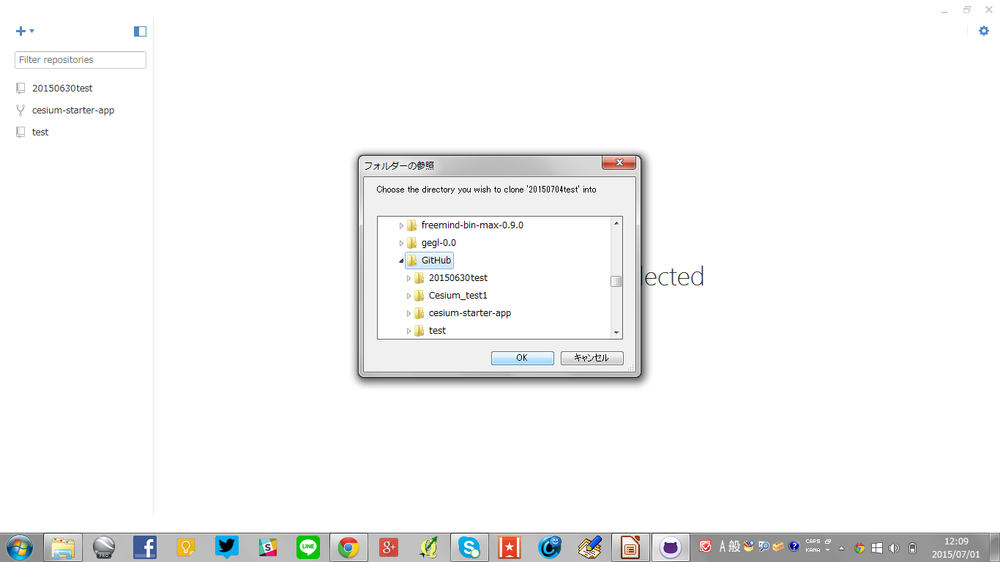 Filter repositories
20150630test
cesium-starter-app
test
フォルダーの参照
Choose the directory you wish to clone '20150704test' into
freemind-bin-max-0.9.0
gegl-0.0
GitHub
20150630test
Cesium_test1
cesium-starter-app
test
OK
キャンセル
lected
PRO
LINE
g+
A 般
CAPS
KANA
12:09
2015/07/01